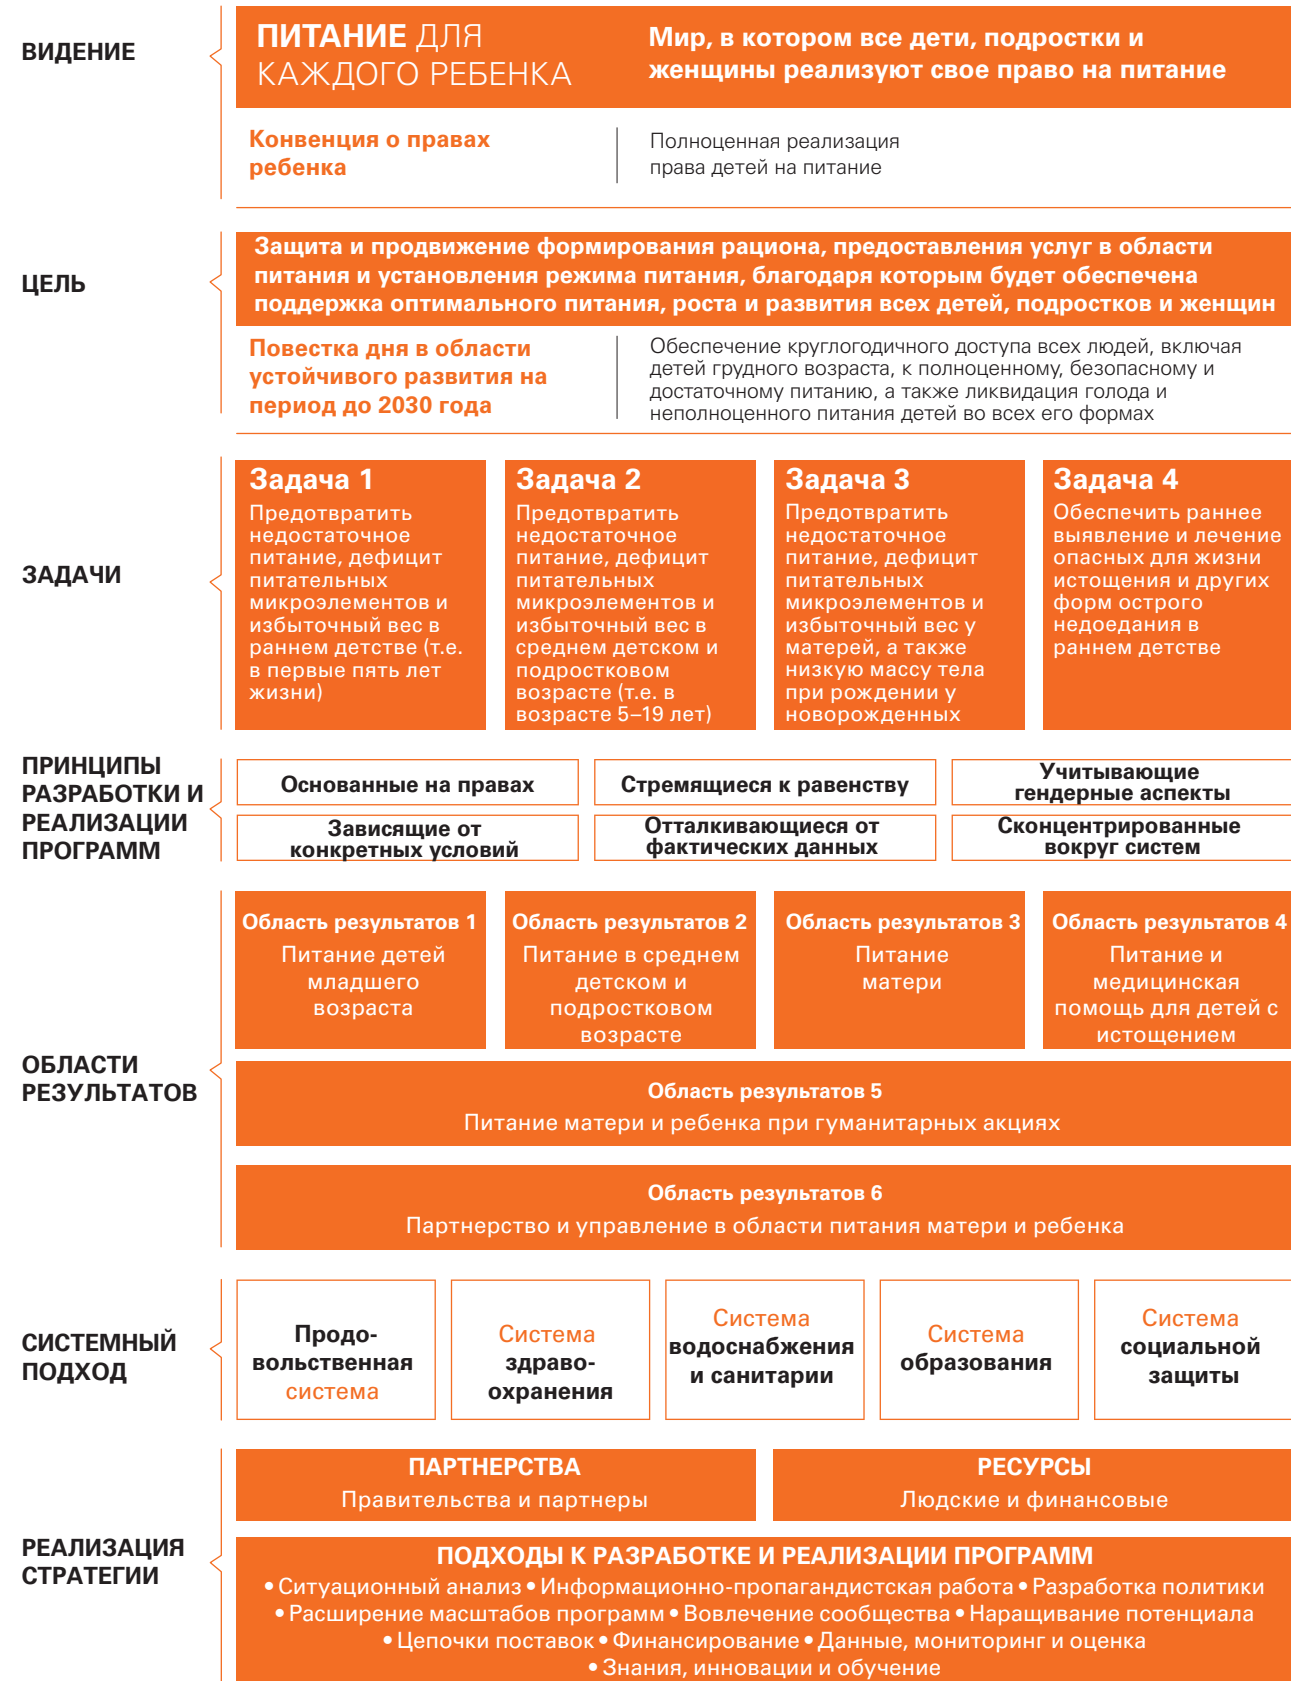 ВИДЕНИЕ
ПИТАНИЕ ДЛЯ
КАЖДОГО РЕБЕНКА
Мир, в котором все дети, подростки и
женщины реализуют свое право на питание
Конвенция о правах
ребенка
Полноценная реализация
права детей на питание
ЦЕЛЬ
Защита и продвижение формирования рациона, предоставления услуг в области
питания и установления режима питания, благодаря которым будет обеспечена
поддержка оптимального питания, роста и развития всех детей, подростков и женщин
Повестка дня в области
устойчивого развития на
период до 2030 года
Обеспечение круглогодичного доступа всех людей, включая
детей грудного возраста, к полноценному, безопасному и
достаточному питанию, а также ликвидация голода и
неполноценного питания детей во всех его формах
ЗАДАЧИ
Задача 1
Предотвратить
недостаточное
питание, дефицит
питательных
микроэлементов и
избыточный вес в
раннем детстве (т.е.
в первые пять лет
жизни)
Задача 2
Предотвратить
недостаточное
питание, дефицит
питательных
микроэлементов и
избыточный вес в
среднем детском и
подростковом
возрасте (т.е. в
возрасте 5–19 лет)
Задача 3
Предотвратить
недостаточное
питание, дефицит
питательных
микроэлементов и
избыточный вес у
матерей, а также
низкую массу тела
при рождении у
новорожденных
Задача 4
Обеспечить раннее
выявление и лечение
опасных для жизни
истощения и других
форм острого
недоедания в
раннем детстве
ПРИНЦИПЫ
РАЗРАБОТКИ И
РЕАЛИЗАЦИИ
ПРОГРАММ
Основанные на правах
Стремящиеся к равенству
Учитывающие
гендерные аспекты
Зависящие от
конкретных условий
Отталкивающиеся от
фактических данных
Сконцентрированные
вокруг систем
ОБЛАСТИ
РЕЗУЛЬТАТОВ
Область результатов 1
Питание детей
младшего
возраста
Область результатов 2
Питание в среднем
детском и
подростковом
возрасте
Область результатов 3
Питание
матери
Область результатов 4
Питание и
медицинская
помощь для детей с
истощением
Область результатов 5
Питание матери и ребенка при гуманитарных акциях
Область результатов 6
Партнерство и управление в области питания матери и ребенка
СИСТЕМНЫЙ
ПОДХОД
Продо-
вольственная
система
Система
здраво-
охранения
Система
водоснабжения
и санитарии
Система
образования
Система
социальной
защиты
РЕАЛИЗАЦИЯ
СТРАТЕГИИ
ПАРТНЕРСТВА
Правительства и партнеры
РЕСУРСЫ
Людские и финансовые
ПОДХОДЫ К РАЗРАБОТКЕ И РЕАЛИЗАЦИИ ПРОГРАММ
• Ситуационный анализ • Информационно-пропагандистская работа • Разработка политики
• Расширение масштабов программ • Вовлечение сообщества • Наращивание потенциала
• Цепочки поставок • Финансирование • Данные, мониторинг и оценка
• Знания, инновации и обучение